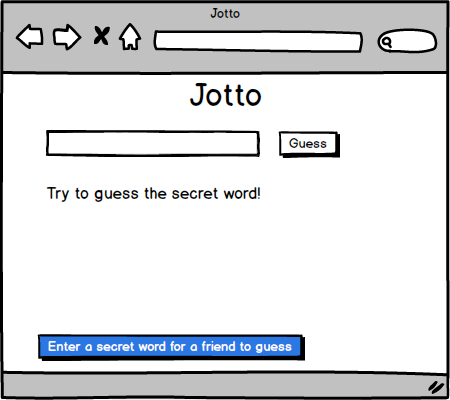 Jotto
Jotto
Guess
Try to guess the secret word!
Enter a secret word for a friend to guess